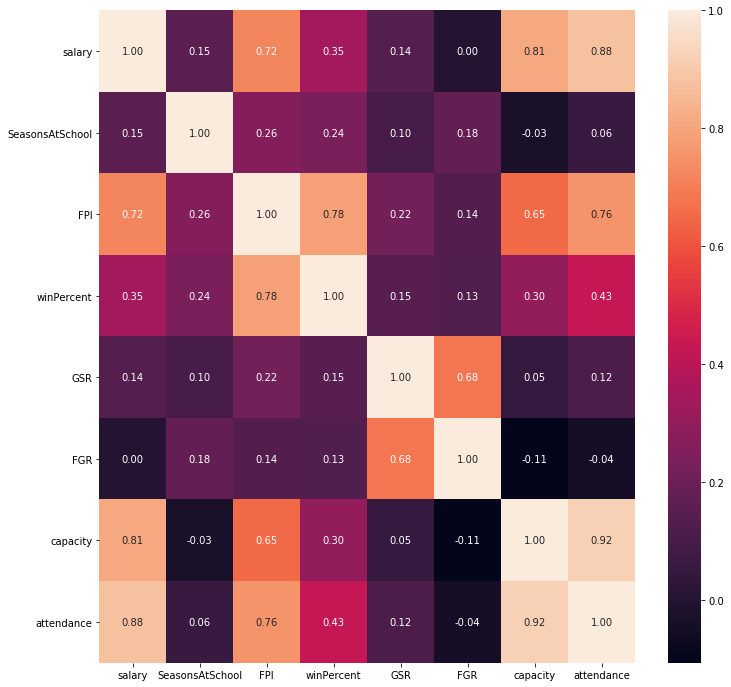 salary 1.00 0.15 0.72 0.35 0.14 0.00 0.81 0.88
SeasonsAtSchool 0.15 1.00 0.26 0.24 0.10 0.18 -0.03 0.06
FPI 0.72 0.26 1.00 0.78 0.22 0.14 0.65 0.76
winPercent 0.35 0.24 0.78 1.00 0.15 0.13 0.30 0.43
GSR 0.14 0.10 0.22 0.15 1.00 0.68 0.05 0.12
FGR 0.00 0.18 0.14 0.13 0.68 1.00 -0.11 -0.04
capacity 0.81 -0.03 0.65 0.30 0.05 -0.11 1.00 0.92
attendance 0.88 0.06 0.76 0.43 0.12 -0.04 0.92 1.00
salary SeasonsAtSchool FPI winPercent GSR FGR capacity attendance
1.0
0.8
0.6
0.4
0.2
0.0